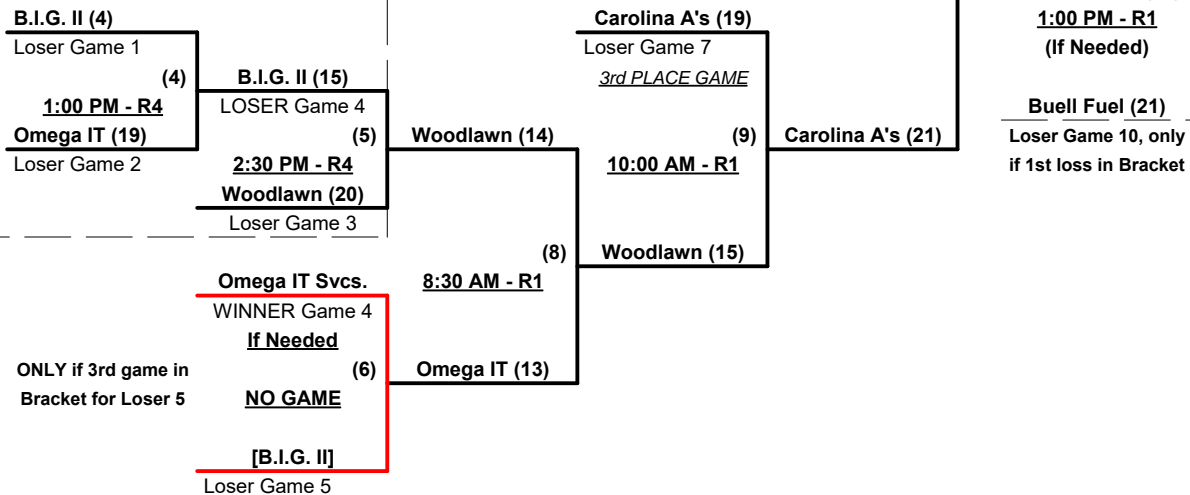 B.I.G. II (4)
Loser Game 1
(4)
1:00 PM - R4
Omega IT (19)
Loser Game 2
B.I.G. II (15)
LOSER Game 4
(5)
2:30 PM - R4
Woodlawn (20)
Loser Game 3
Omega IT Svcs.
WINNER Game 4
If Needed
(6)
NO GAME
ONLY if 3rd game in
Bracket for Loser 5
[B.I.G. II]
Loser Game 5
Woodlawn (14)
(8)
8:30 AM - R1
Omega IT (13)
Carolina A's (19)
Loser Game 7
3rd PLACE GAME
(9)
10:00 AM - R1
Woodlawn (15)
Carolina A's (21)
1:00 PM - R1
(If Needed)
Buell Fuel (21)
Loser Game 10, only
if 1st loss in Bracket